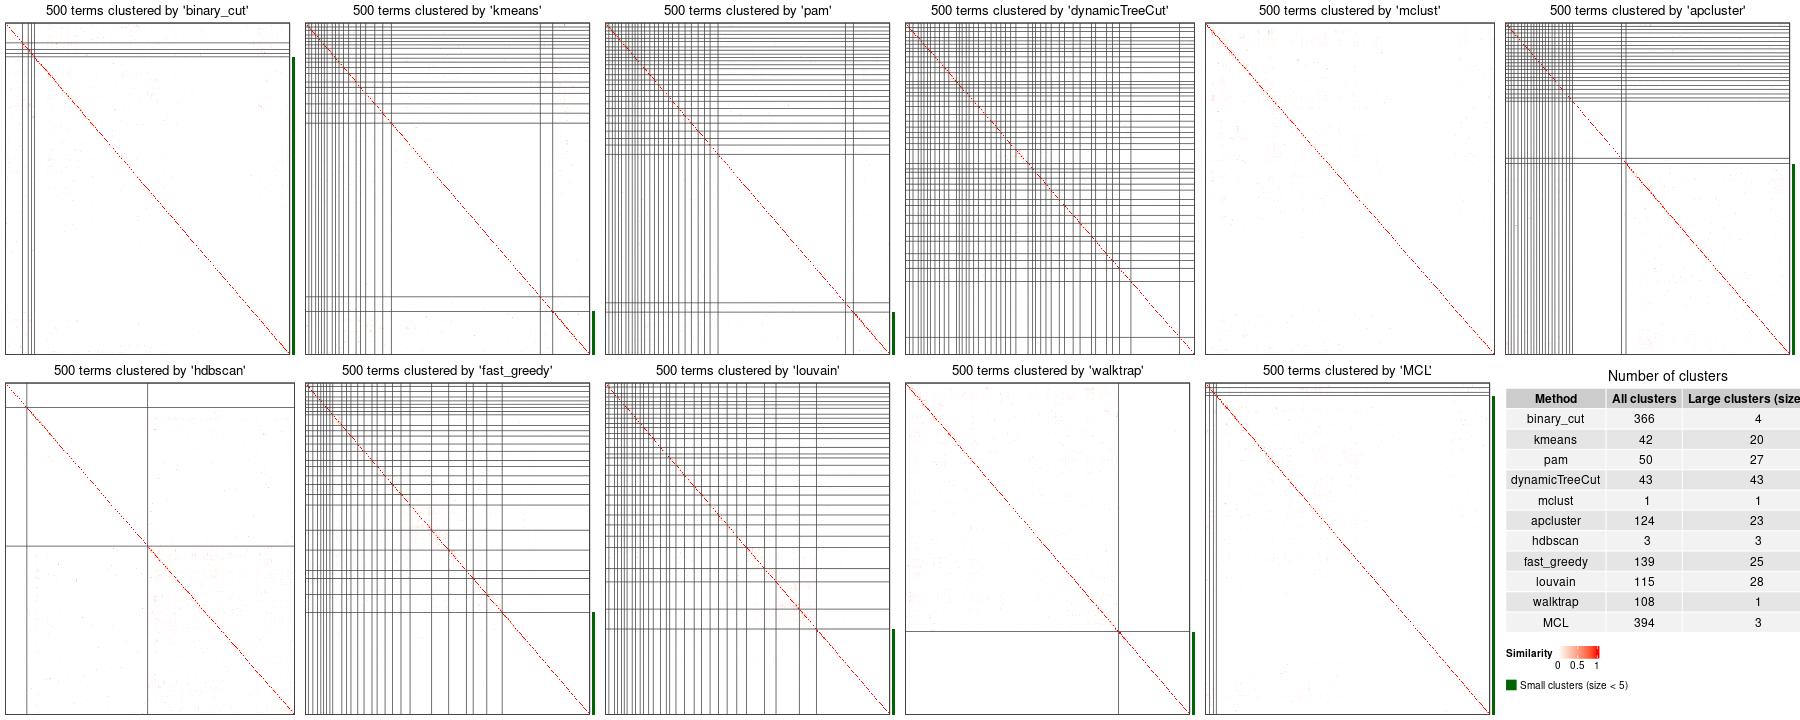 500 terms clustered by 'binary_cut'
500 terms clustered by 'kmeans'
500 terms clustered by 'pam'
500 terms clustered by 'dynamicTreeCut'
500 terms clustered by 'mclust'
500 terms clustered by 'apcluster'
500 terms clustered by 'hdbscan'
500 terms clustered by 'fast_greedy'
500 terms clustered by 'louvain'
500 terms clustered by 'walktrap'
500 terms clustered by 'MCL'
Number of clusters
Method All clusters Large clusters (size
binary_cut 366 4
kmeans 42 20
pam 50 27
dynamicTreeCut 43 43
mclust 1 1
apcluster 124 23
hdbscan 3 3
fast_greedy 139 25
louvain 115 28
walktrap 108 1
MCL 394 3
Similarity
0 0.5 1
Small clusters (size < 5)